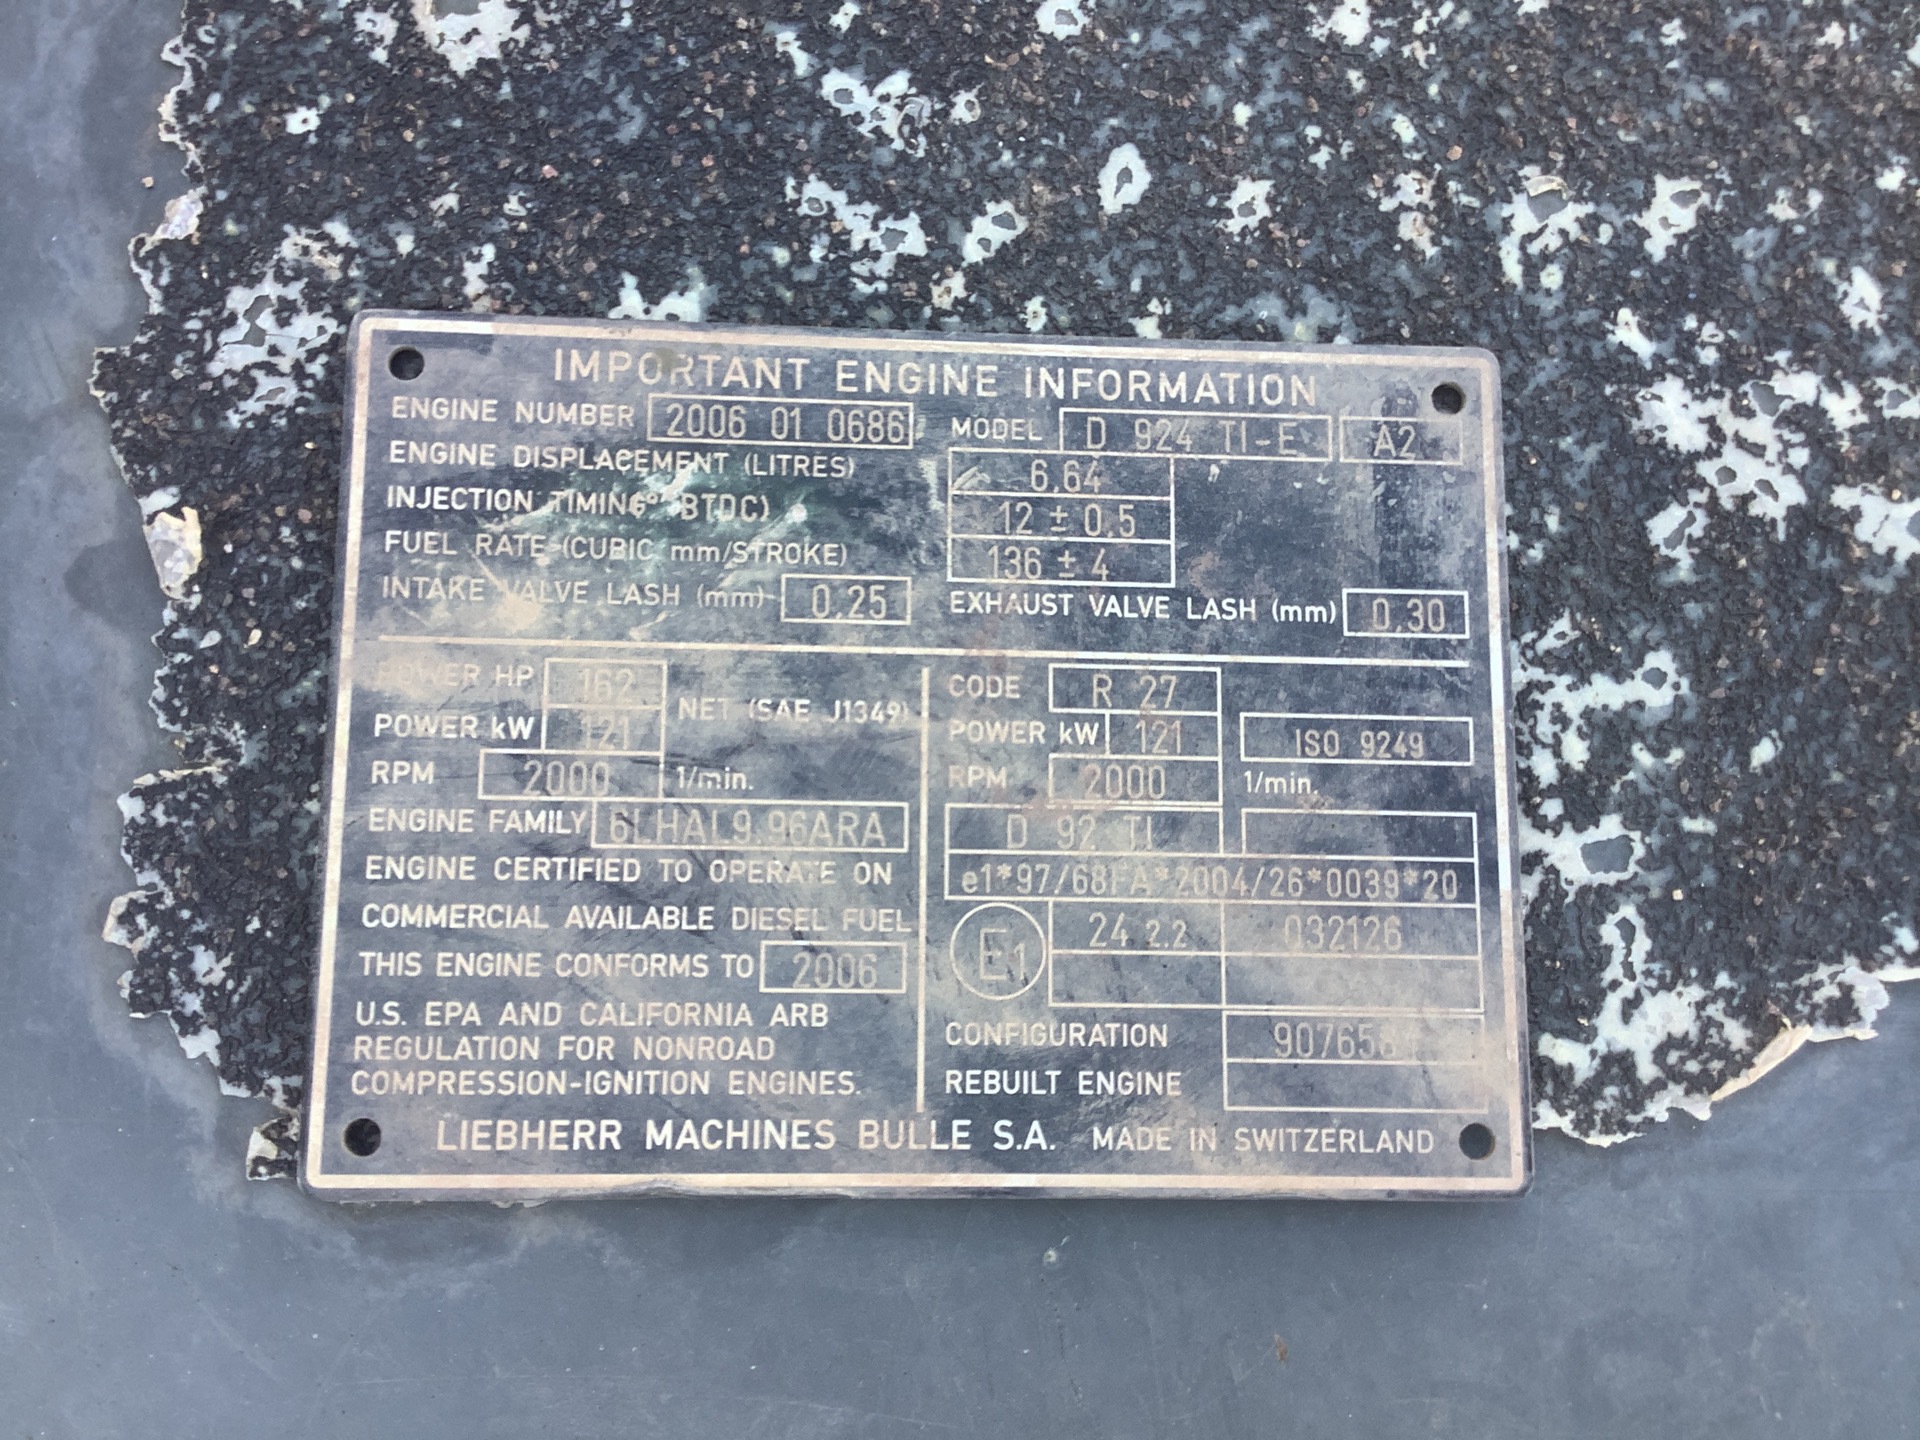 IMPORTANT ENGINE INFORMATION
ENGINE NUMBER 2006 01 0686 MODEL D 924 TI-E A2
ENGINE DISPLACEMENT (LITRES) 6,64
INJECTION TIMING (° BTDC) 12 ± 0,5
FUEL RATE (CUBIC mm/STROKE) 136 ± 4
INTAKE VALVE LASH (mm) 0,25 EXHAUST VALVE LASH (mm) 0,30
POWER HP 162
NET (SAE J1349)
POWER kW 121
RPM 2000 1/min.
ENGINE FAMILY 6LHAL9.96ARA
ENGINE CERTIFIED TO OPERATE ON
COMMERCIAL AVAILABLE DIESEL FUEL
THIS ENGINE CONFORMS TO 2006
U.S. EPA AND CALIFORNIA ARB
REGULATION FOR NONROAD
COMPRESSION-IGNITION ENGINES.
CODE R 27
POWER kW 121 ISO 9249
RPM 2000 1/min.
D 92 TI
e1*97/68FA*2004/26*0039*20
E1 24 2.2 032126
CONFIGURATION
REBUILT ENGINE
LIEBHERR MACHINES BULLE S.A. MADE IN SWITZERLAND